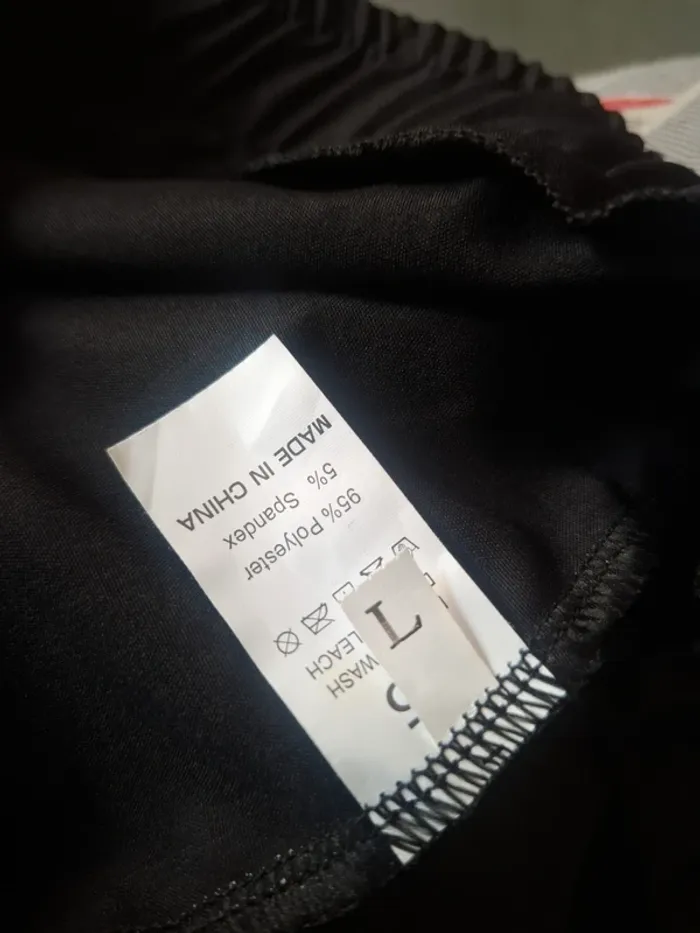 L
WASH
LEACH
95% Polyester
5% Spandex
MADE IN CHINA